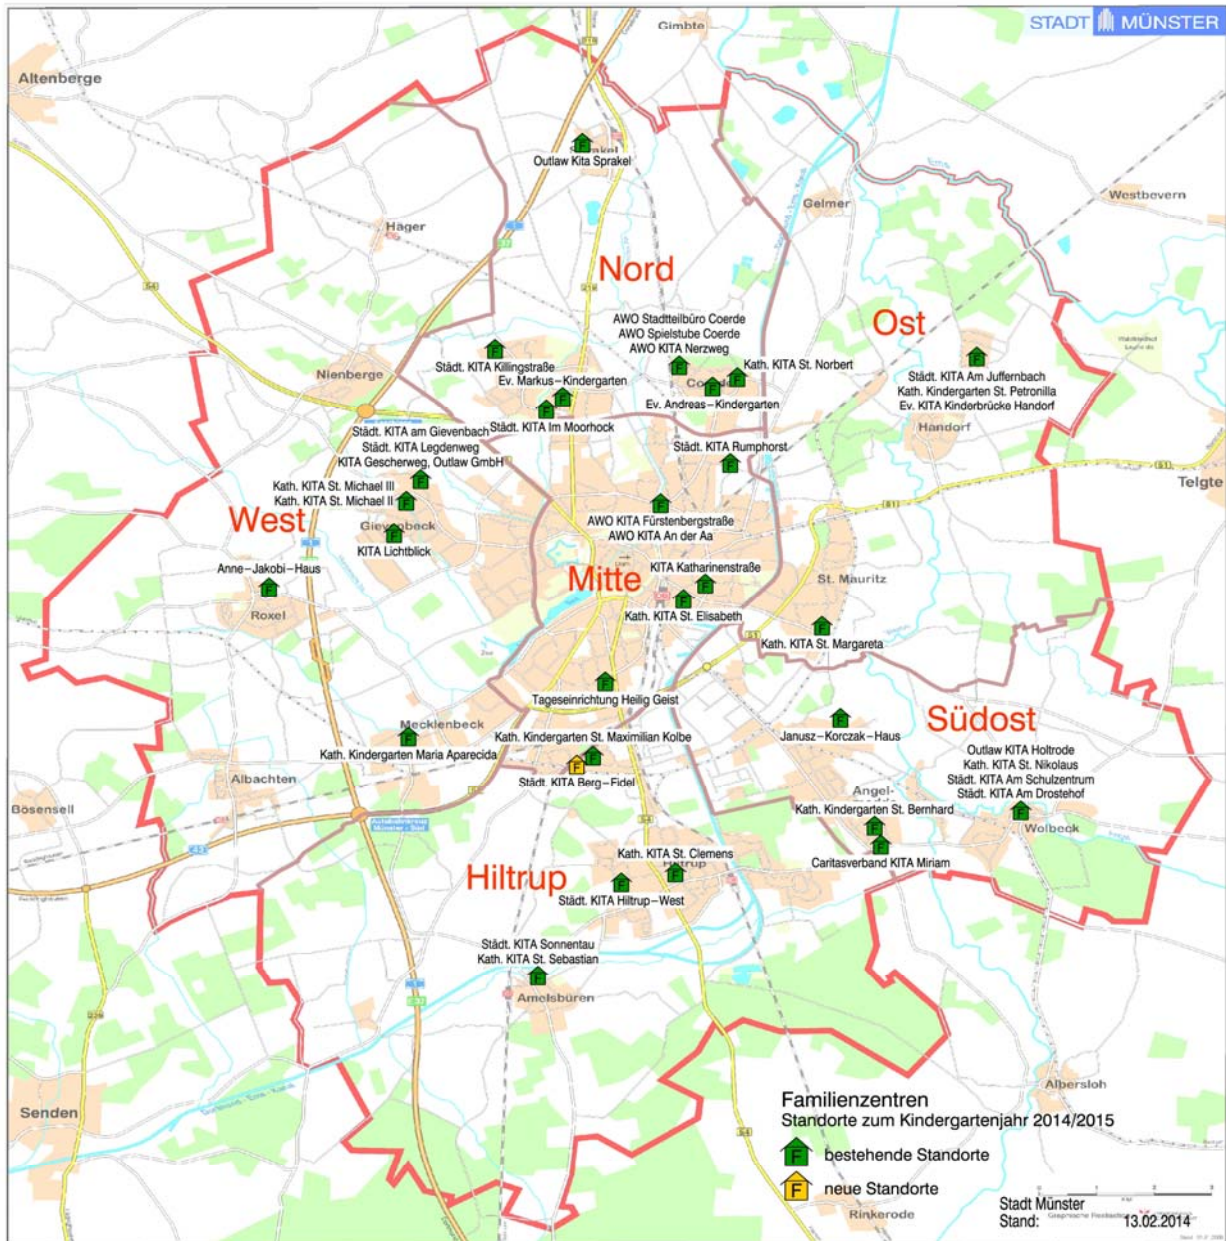 STADT MÜNSTER
Gimbte
Altenberge
Outlaw Kita Sprakel
Westbevern
Gelmer
Häger
Nord
AWO Stadtteilbüro Coerde
AWO Spielstube Coerde
AWO KITA Nerzweg
Ost
Kath. KITA St. Norbert
Städt. KITA Killingstraße
Nienberge
Ev. Markus–Kindergarten
Städt. KITA Am Juffernbach
Kath. Kindergarten St. Petronilla
Ev. KITA Kinderbrücke Handorf
Ev. Andreas–Kindergarten
Städt. KITA Im Moorhock
Handorf
Städt. KITA am Gievenbach
Städt. KITA Legdenweg
KITA Gescherweg, Outlaw GmbH
Städt. KITA Rumphorst
Telgte
Kath. KITA St. Michael III
Kath. KITA St. Michael II
West
KITA Lichtblick
AWO KITA Fürstenbergstraße
AWO KITA An der Aa
Anne–Jakobi–Haus
Roxel
Mitte
KITA Katharinenstraße
Kath. KITA St. Elisabeth
St. Mauritz
Kath. KITA St. Margareta
Tageseinrichtung Heilig Geist
Mecklenbeck
Kath. Kindergarten Maria Aparecida
Kath. Kindergarten St. Maximilian Kolbe
Städt. KITA Berg–Fidel
Janusz–Korczak–Haus
Südost
Outlaw KITA Holtrode
Kath. KITA St. Nikolaus
Städt. KITA Am Schulzentrum
Städt. KITA Am Drostehof
Albachten
Bösensell
Autobahnkreuz
Münster - Süd
Kath. Kindergarten St. Bernhard
Wolbeck
Caritasverband KITA Miriam
Hiltrup
Kath. KITA St. Clemens
Städt. KITA Hiltrup–West
Städt. KITA Sonnentau
Kath. KITA St. Sebastian
Amelsbüren
Senden
Albersloh
Familienzentren
Standorte zum Kindergartenjahr 2014/2015
F bestehende Standorte
F neue Standorte
Rinkerode
Stadt Münster
Stand: 13.02.2014